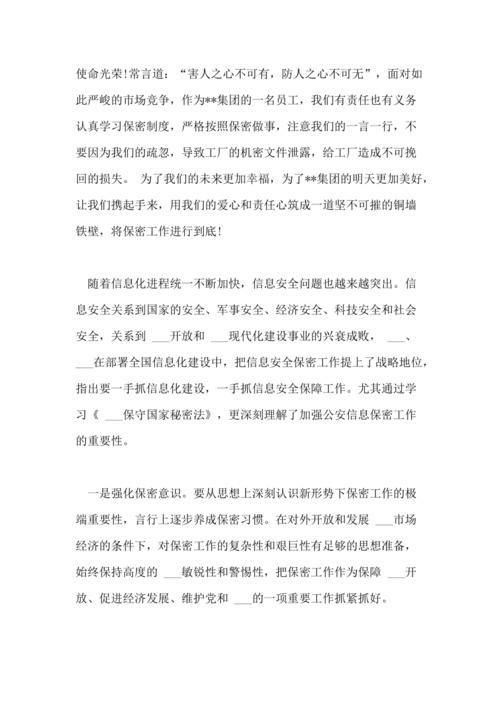 使命光荣!常言道：“害人之心不可有，防人之心不可无”，面对如
此严峻的市场竞争，作为**集团的一名员工，我们有责任也有义务
认真学习保密制度，严格按照保密做事，注意我们的一言一行，不
要因为我们的疏忽，导致工厂的机密文件泄露，给工厂造成不可挽
回的损失。 为了我们的未来更加幸福，为了**集团的明天更加美好，
让我们携起手来，用我们的爱心和责任心筑成一道坚不可摧的铜墙
铁壁，将保密工作进行到底!
随着信息化进程统一不断加快，信息安全问题也越来越突出。信
息安全关系到国家的安全、军事安全、经济安全、科技安全和社会
安全，关系到 ___开放和 ___现代化建设事业的兴衰成败， ___、
___在部署全国信息化建设中，把信息安全保密工作提上了战略地位，
指出要一手抓信息化建设，一手抓信息安全保障工作。尤其通过学
习《 ___保守国家秘密法》，更深刻理解了加强公安信息保密工作
的重要性。
一是强化保密意识。要从思想上深刻认识新形势下保密工作的极
端重要性，言行上逐步养成保密习惯。在对外开放和发展 ___市场
经济的条件下，对保密工作的复杂性和艰巨性有足够的思想准备，
始终保持高度的 ___敏锐性和警惕性，把保密工作作为保障 ___开
放、促进经济发展、维护党和 ___的一项重要工作抓紧抓好。